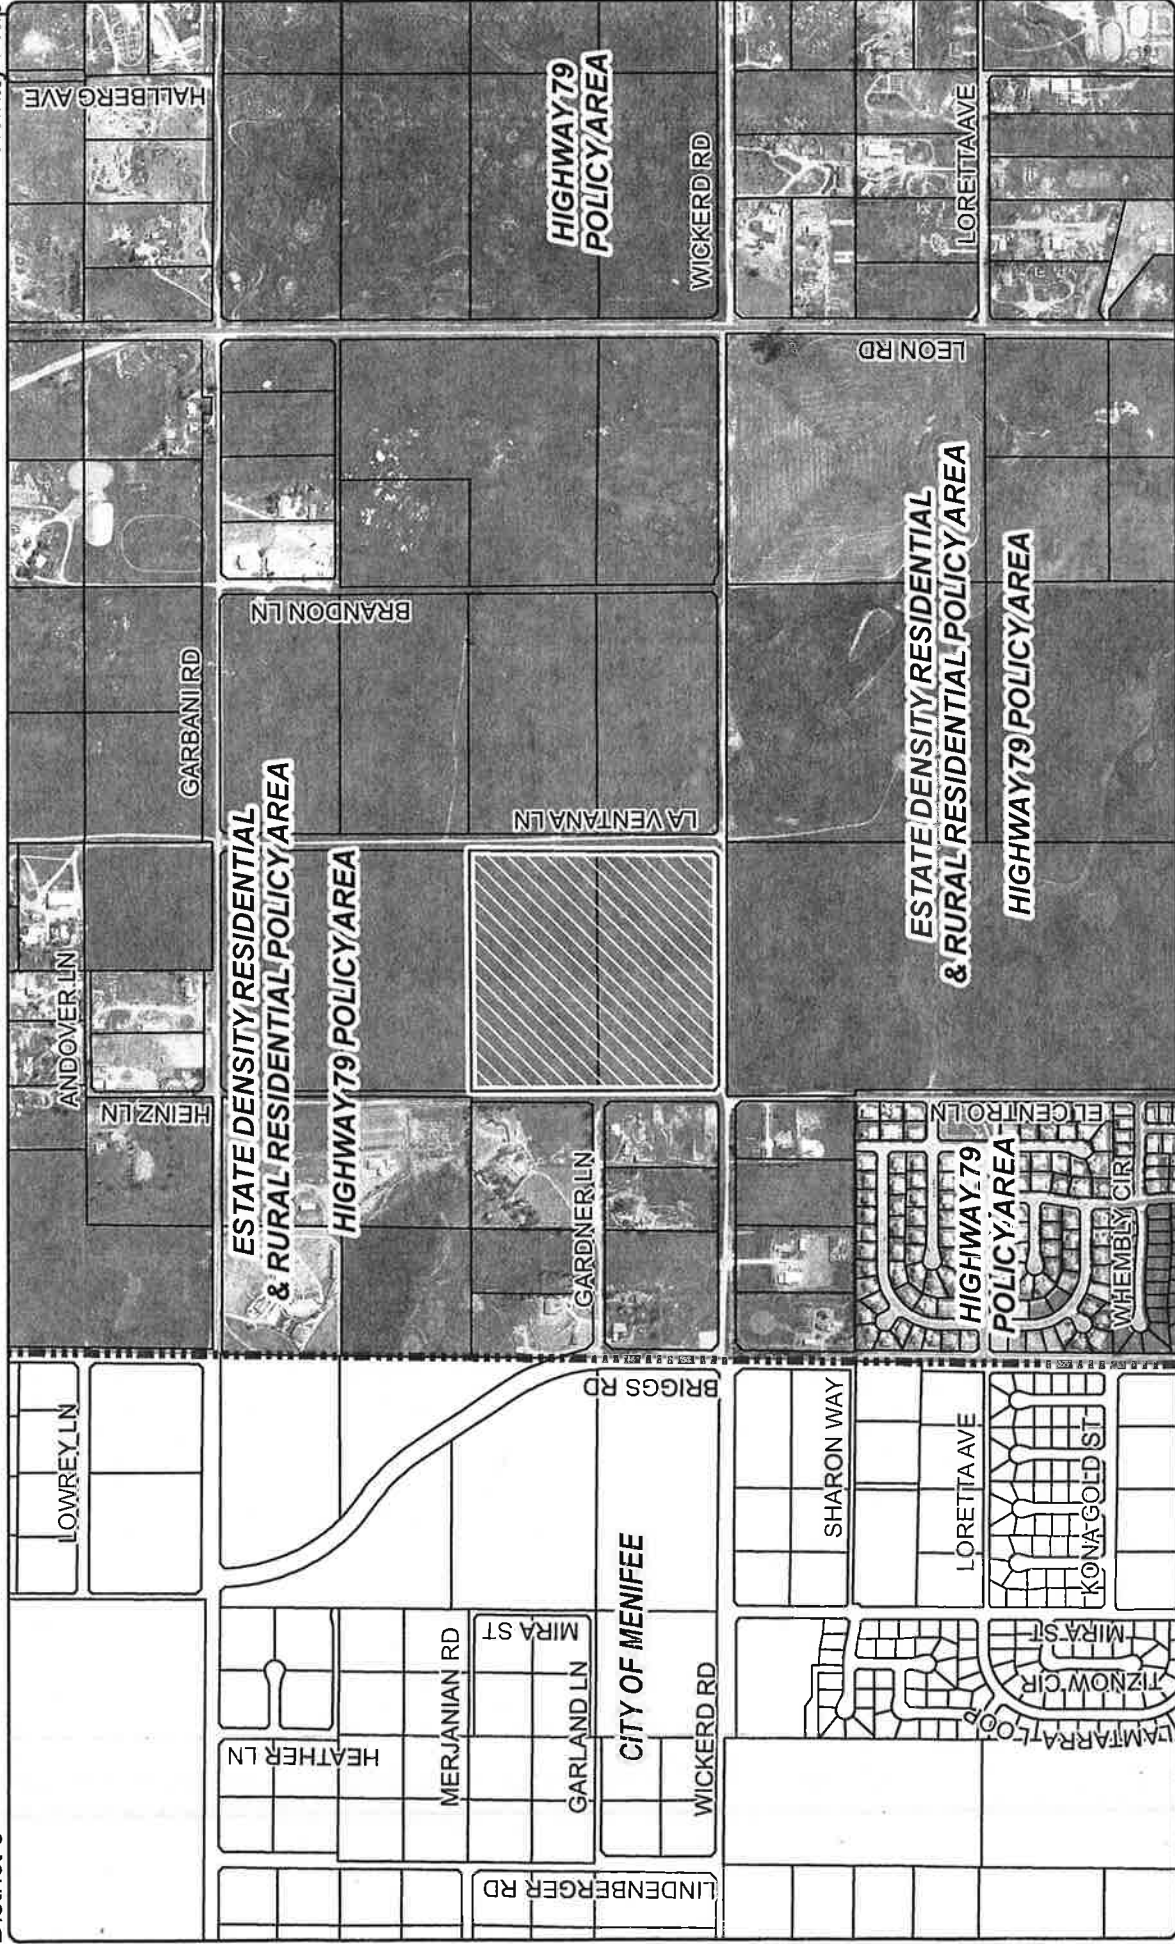 HALLBERG AVE
HIGHWAY 79
POLICY AREA
WICKERD RD
LORETTA AVE
LEON RD
GARBANI RD
BRANDON LN
LA VENTANA LN
ESTATE DENSITY RESIDENTIAL
& RURAL RESIDENTIAL POLICY AREA
HIGHWAY 79 POLICY AREA
ESTATE DENSITY RESIDENTIAL
& RURAL RESIDENTIAL POLICY AREA
HIGHWAY 79 POLICY AREA
ANDOVER LN
HEINZ LN
GARDNER LN
EL CENTRO LN
HIGHWAY 79
POLICY AREA
WHEMBLY CIR
LOWREY LN
BRIGGS RD
SHARON WAY
LORETTA AVE
KONA GOLD ST
CITY OF MENIFEE
MERJANIAN RD
MIRA ST
GARLAND LN
WICKERD RD
HEATHER LN
LINDENBERGER RD
MIRA ST
TIZNOW CIR
LAMTARRA LOOP